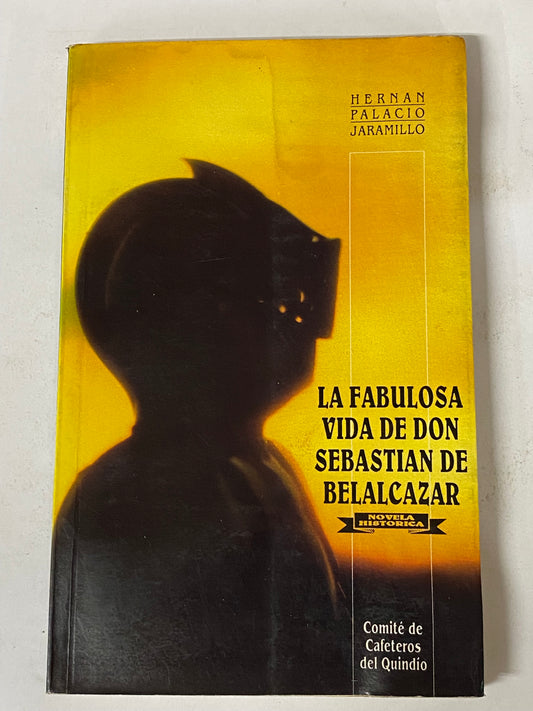 HERNAN
PALACIO
JARAMILLO
LA FABULOSA
VIDA DE DON
SEBASTIAN DE
BELALCAZAR
NOVELA
HISTORICA
Comité de
Cafeteros
del Quindío